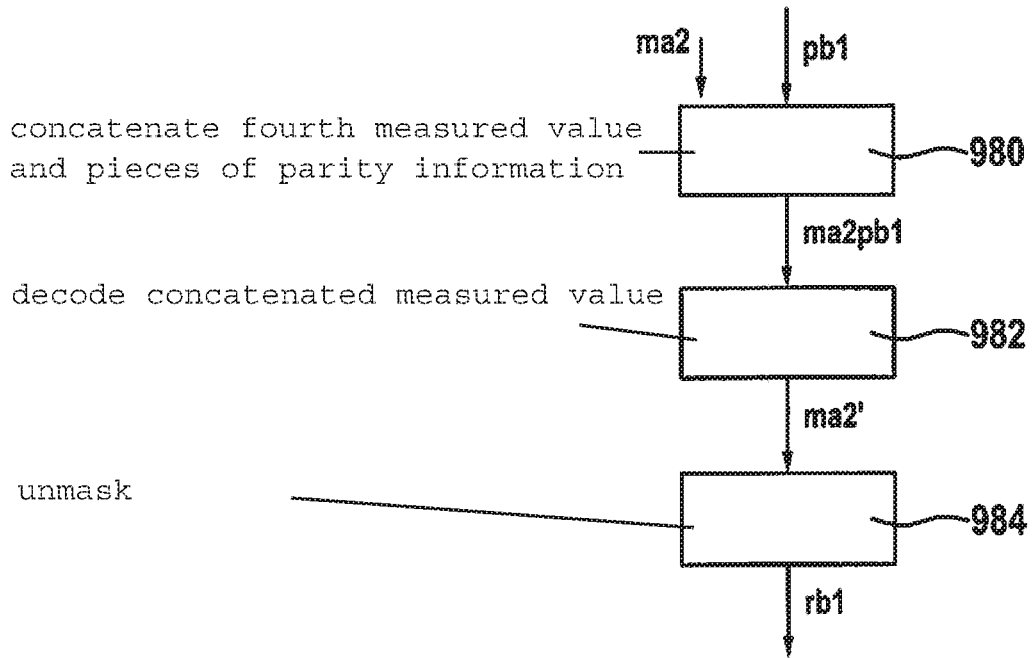 ma2
pb1
concatenate fourth measured value
and pieces of parity information
980
ma2pb1
decode concatenated measured value
982
ma2'
unmask
984
rb1